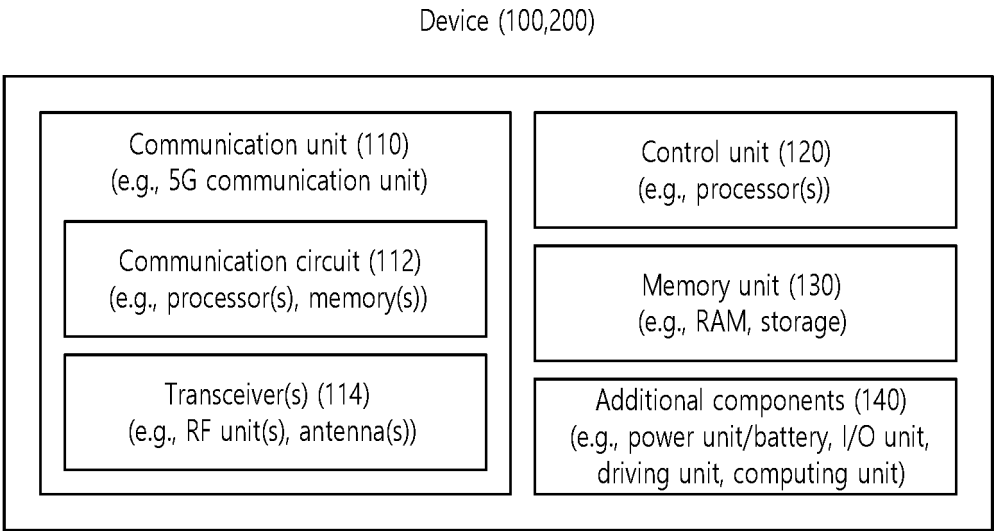 Device (100,200)
Communication unit (110)
(e.g., 5G communication unit)
Communication circuit (112)
(e.g., processor(s), memory(s))
Transceiver(s) (114)
(e.g., RF unit(s), antenna(s))
Control unit (120)
(e.g., processor(s))
Memory unit (130)
(e.g., RAM, storage)
Additional components (140)
(e.g., power unit/battery, I/O unit,
driving unit, computing unit)